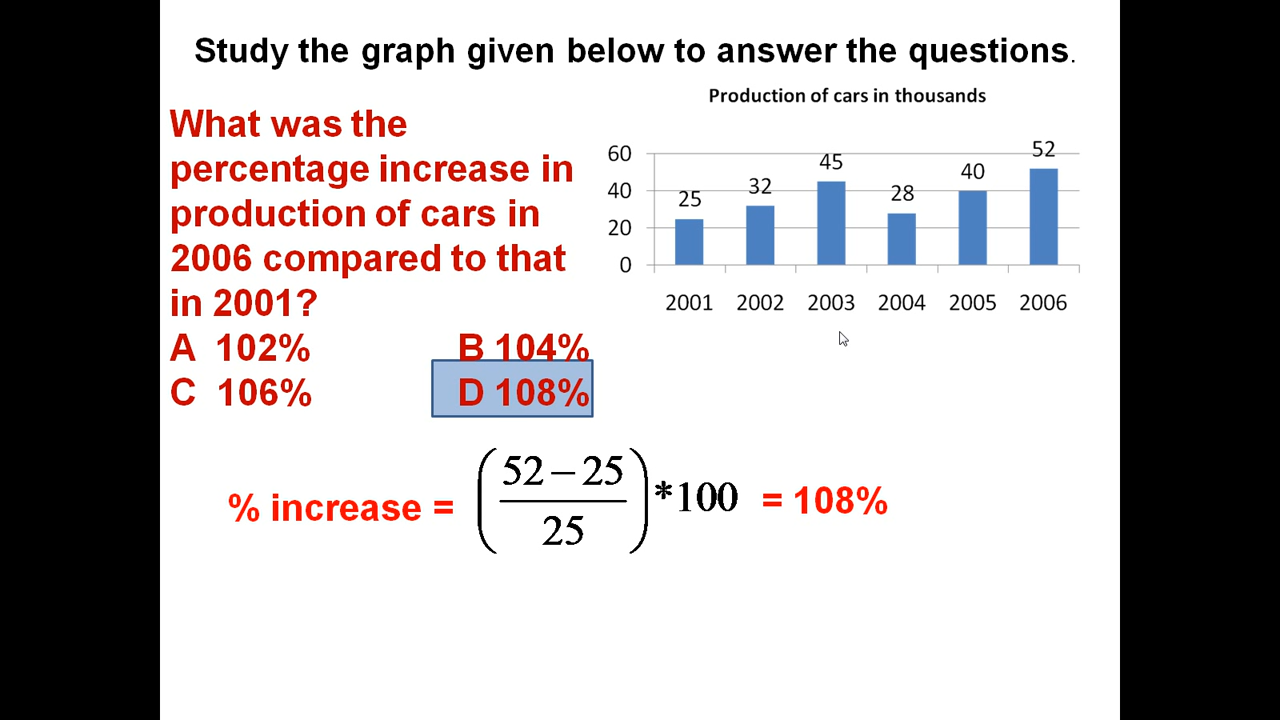 Study the graph given below to answer the questions.
What was the
percentage increase in
production of cars in
2006 compared to that
in 2001?
A 102% B 104%
C 106% D 108%
Production of cars in thousands
60
40
20
0
25 32 45 28 40 52
2001 2002 2003 2004 2005 2006
% increase = (52 − 25 / 25) *100 = 108%